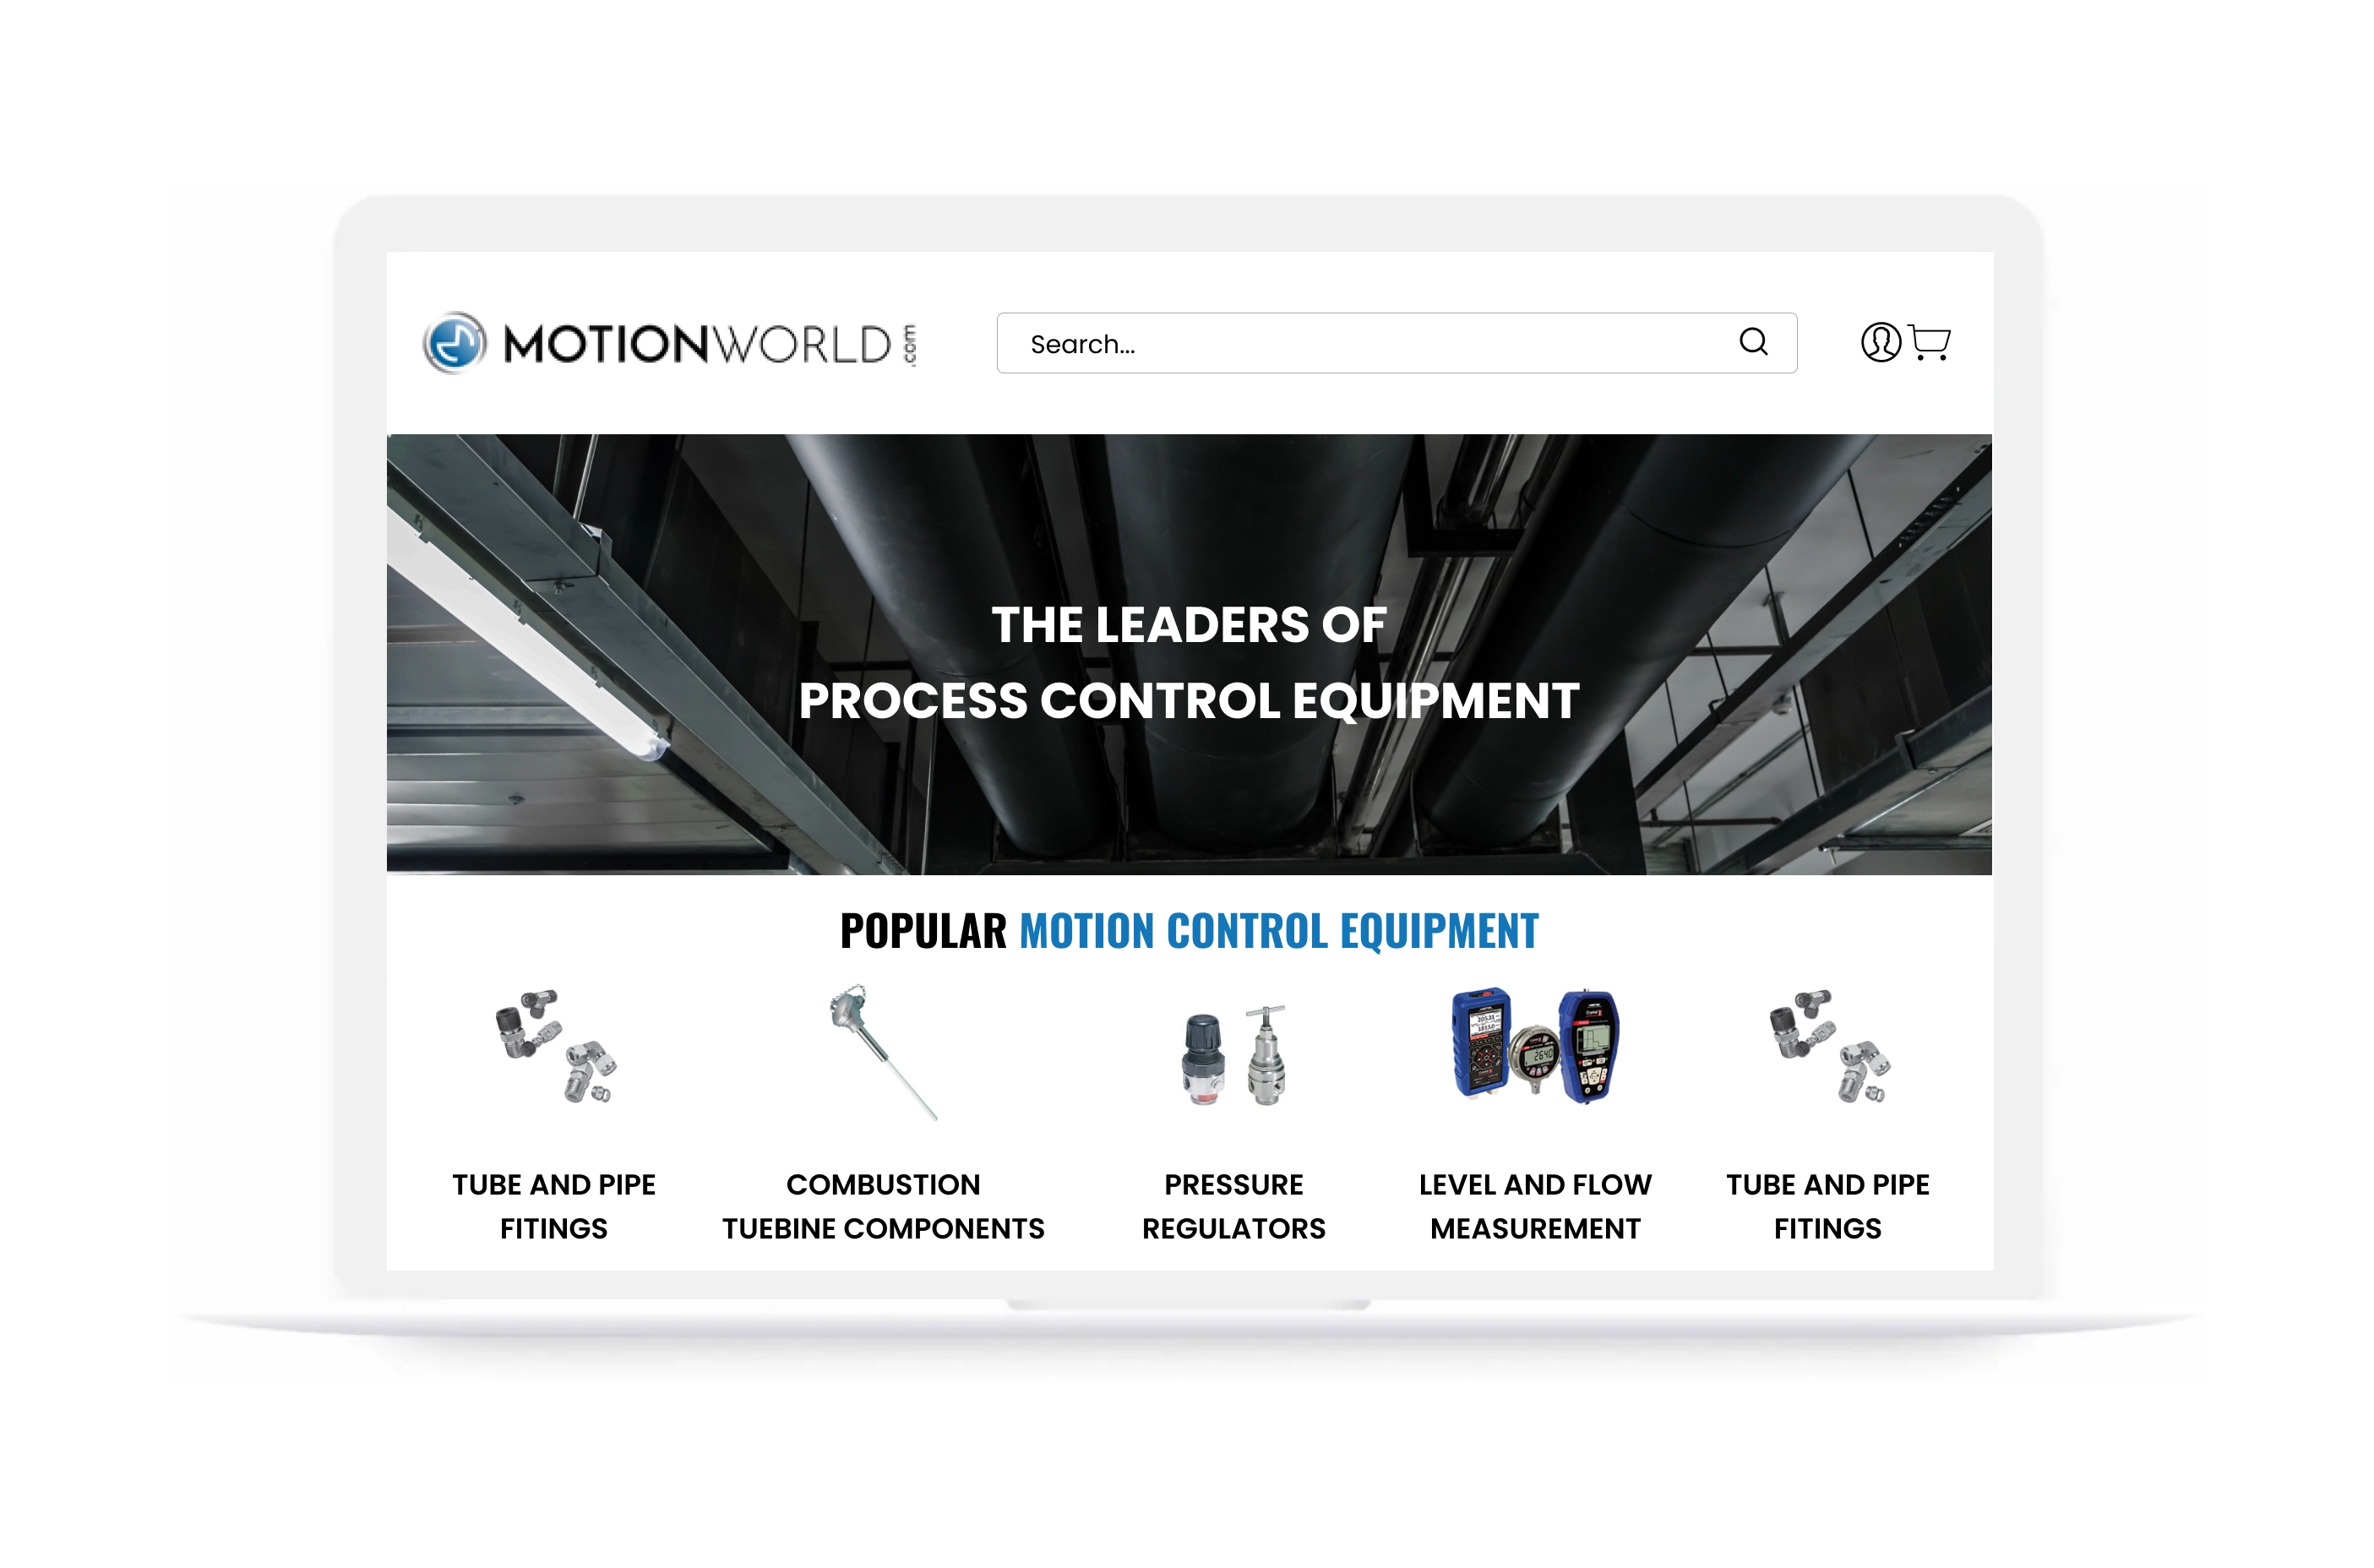 MOTIONWORLD.com
Search...
THE LEADERS OF
PROCESS CONTROL EQUIPMENT
POPULAR MOTION CONTROL EQUIPMENT
2640
TUBE AND PIPE
FITINGS
COMBUSTION
TUEBINE COMPONENTS
PRESSURE
REGULATORS
LEVEL AND FLOW
MEASUREMENT
TUBE AND PIPE
FITINGS